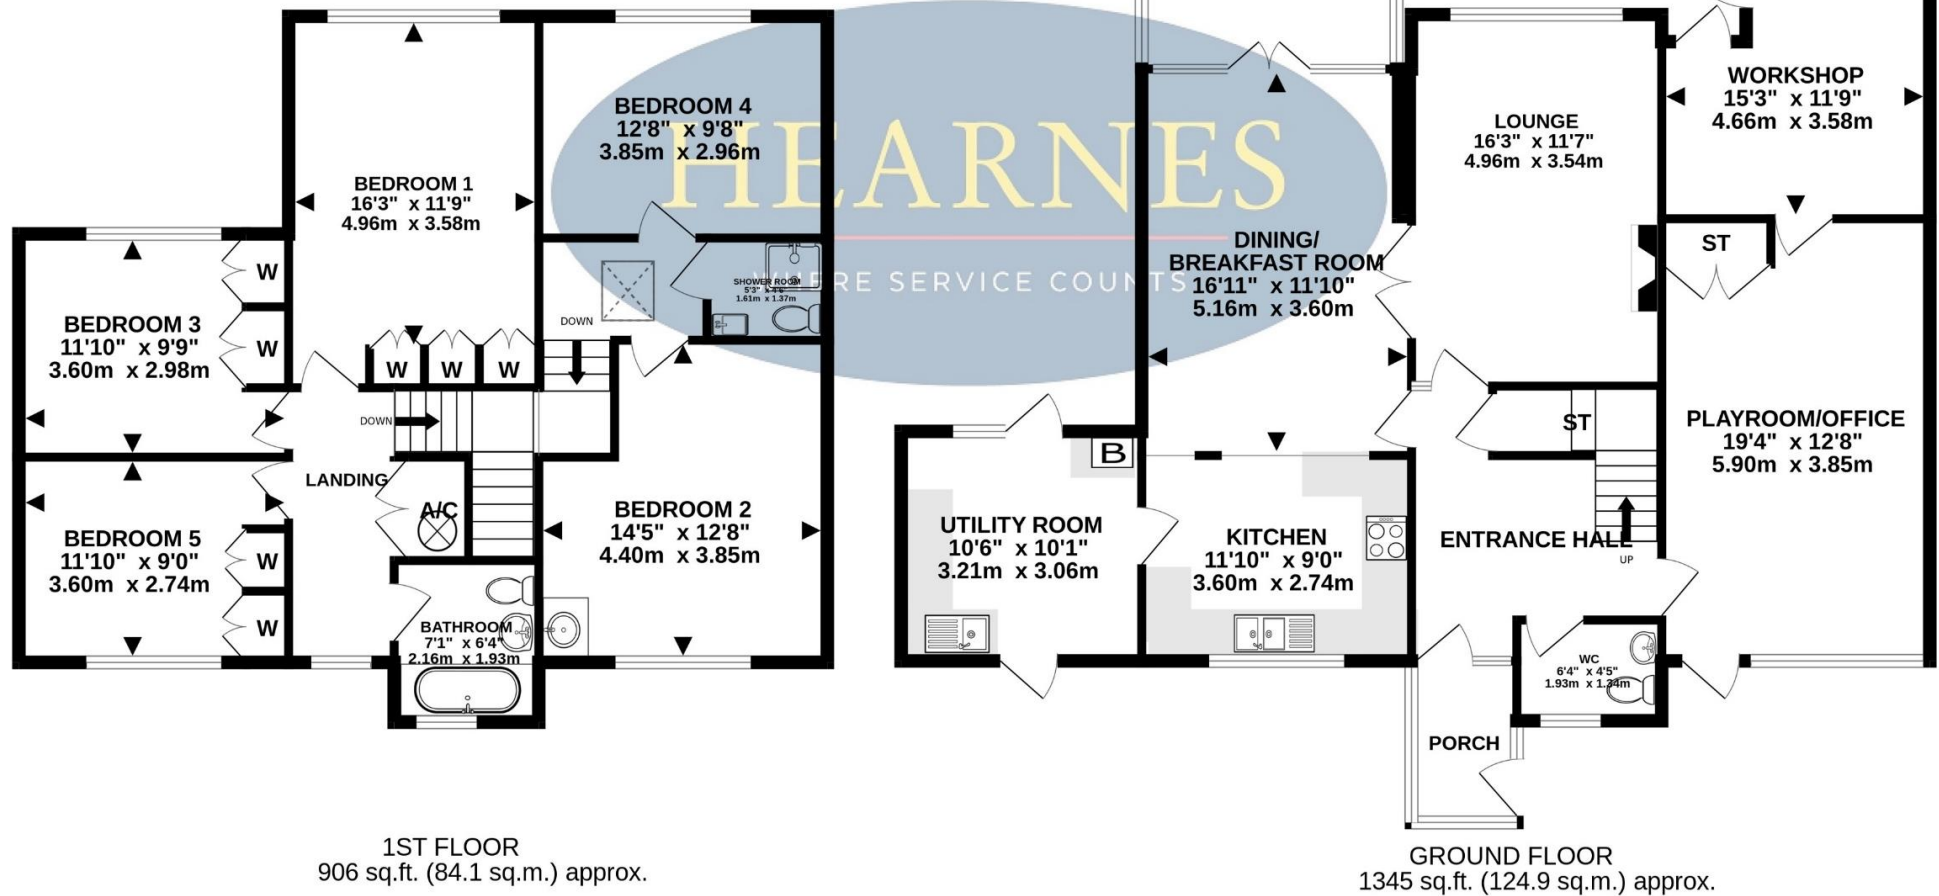 BEDROOM 1
16'3" x 11'9"
4.96m x 3.58m
BEDROOM 4
12'8" x 9'8"
3.85m x 2.96m
BEDROOM 3
11'10" x 9'9"
3.60m x 2.98m
W
W
W
W
W
DOWN
SHOWER ROOM
5'3" x 4'6"
1.61m x 1.37m
DOWN
LANDING
A/C
BEDROOM 5
11'10" x 9'0"
3.60m x 2.74m
W
W
BEDROOM 2
14'5" x 12'8"
4.40m x 3.85m
BATHROOM
7'1" x 6'4"
2.16m x 1.93m
1ST FLOOR
906 sq.ft. (84.1 sq.m.) approx.
HEARNES
WHERE SERVICE COUNTS
DINING/
BREAKFAST ROOM
16'11" x 11'10"
5.16m x 3.60m
LOUNGE
16'3" x 11'7"
4.96m x 3.54m
WORKSHOP
15'3" x 11'9"
4.66m x 3.58m
ST
PLAYROOM/OFFICE
19'4" x 12'8"
5.90m x 3.85m
ST
B
UTILITY ROOM
10'6" x 10'1"
3.21m x 3.06m
KITCHEN
11'10" x 9'0"
3.60m x 2.74m
ENTRANCE HALL
UP
WC
6'4" x 4'5"
1.93m x 1.34m
PORCH
GROUND FLOOR
1345 sq.ft. (124.9 sq.m.) approx.